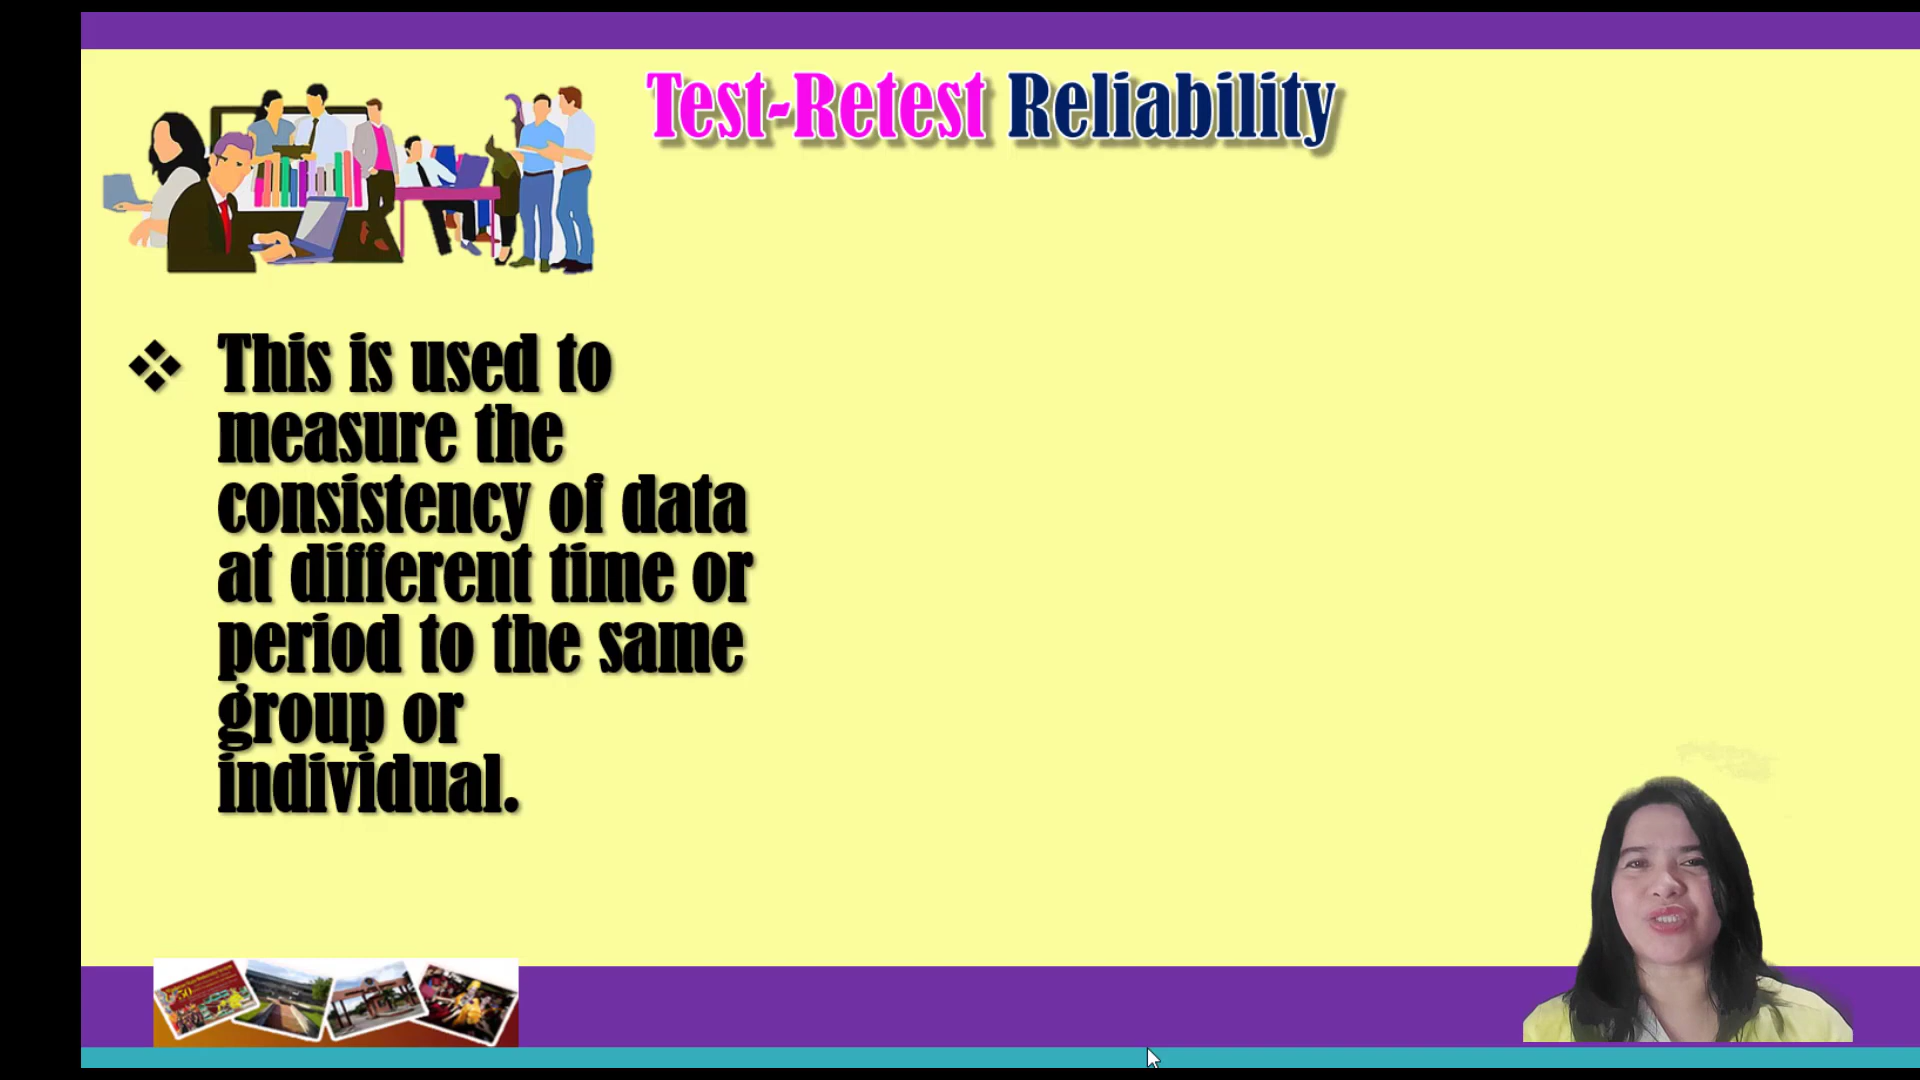 Test-Retest Reliability
This is used to
measure the
consistency of data
at different time or
period to the same
group or
individual.